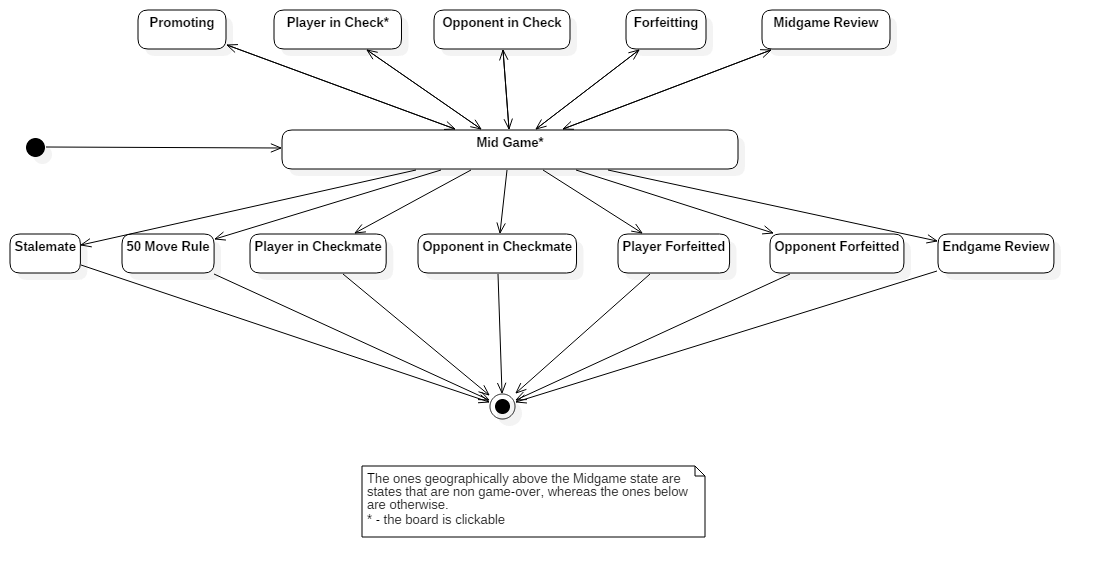 Promoting
Player in Check*
Opponent in Check
Forfeitting
Midgame Review
Mid Game*
Stalemate
50 Move Rule
Player in Checkmate
Opponent in Checkmate
Player Forfeitted
Opponent Forfeitted
Endgame Review
The ones geographically above the Midgame state are
states that are non game-over, whereas the ones below
are otherwise.
* - the board is clickable